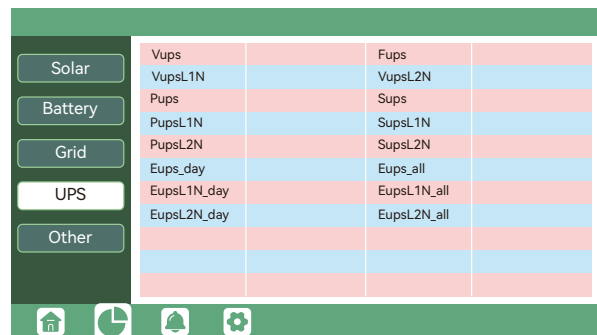 Solar
Battery
Grid
UPS
Other
Vups Fups
VupsL1N VupsL2N
Pups Sups
PupsL1N SupsL1N
PupsL2N SupsL2N
Eups_day Eups_all
EupsL1N_day EupsL1N_all
EupsL2N_day EupsL2N_all